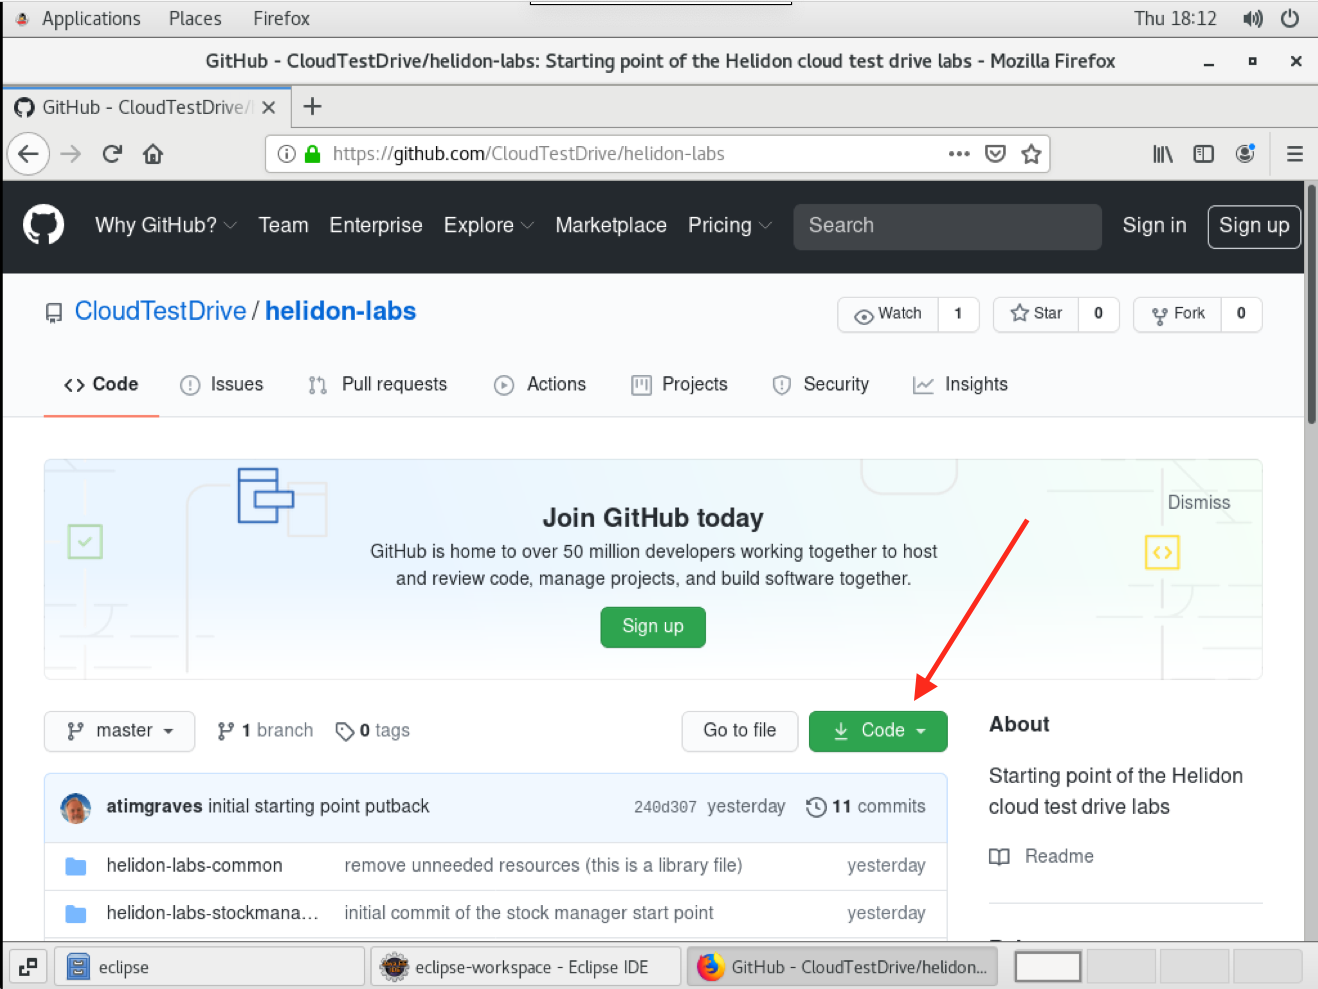 Applications Places Firefox Thu 18:12
GitHub - CloudTestDrive/helidon-labs: Starting point of the Helidon cloud test drive labs - Mozilla Firefox
GitHub - CloudTestDrive/
https://github.com/CloudTestDrive/helidon-labs
Why GitHub? Team Enterprise Explore Marketplace Pricing Search Sign in Sign up
CloudTestDrive / helidon-labs Watch 1 Star 0 Fork 0
Code Issues Pull requests Actions Projects Security Insights
Dismiss
Join GitHub today
GitHub is home to over 50 million developers working together to host
and review code, manage projects, and build software together.
Sign up
master 1 branch 0 tags Go to file Code
About
Starting point of the Helidon
cloud test drive labs
Readme
atimgraves initial starting point putback 240d307 yesterday 11 commits
helidon-labs-common remove unneeded resources (this is a library file) yesterday
helidon-labs-stockmana... initial commit of the stock manager start point yesterday
eclipse eclipse-workspace - Eclipse IDE GitHub - CloudTestDrive/helidon...